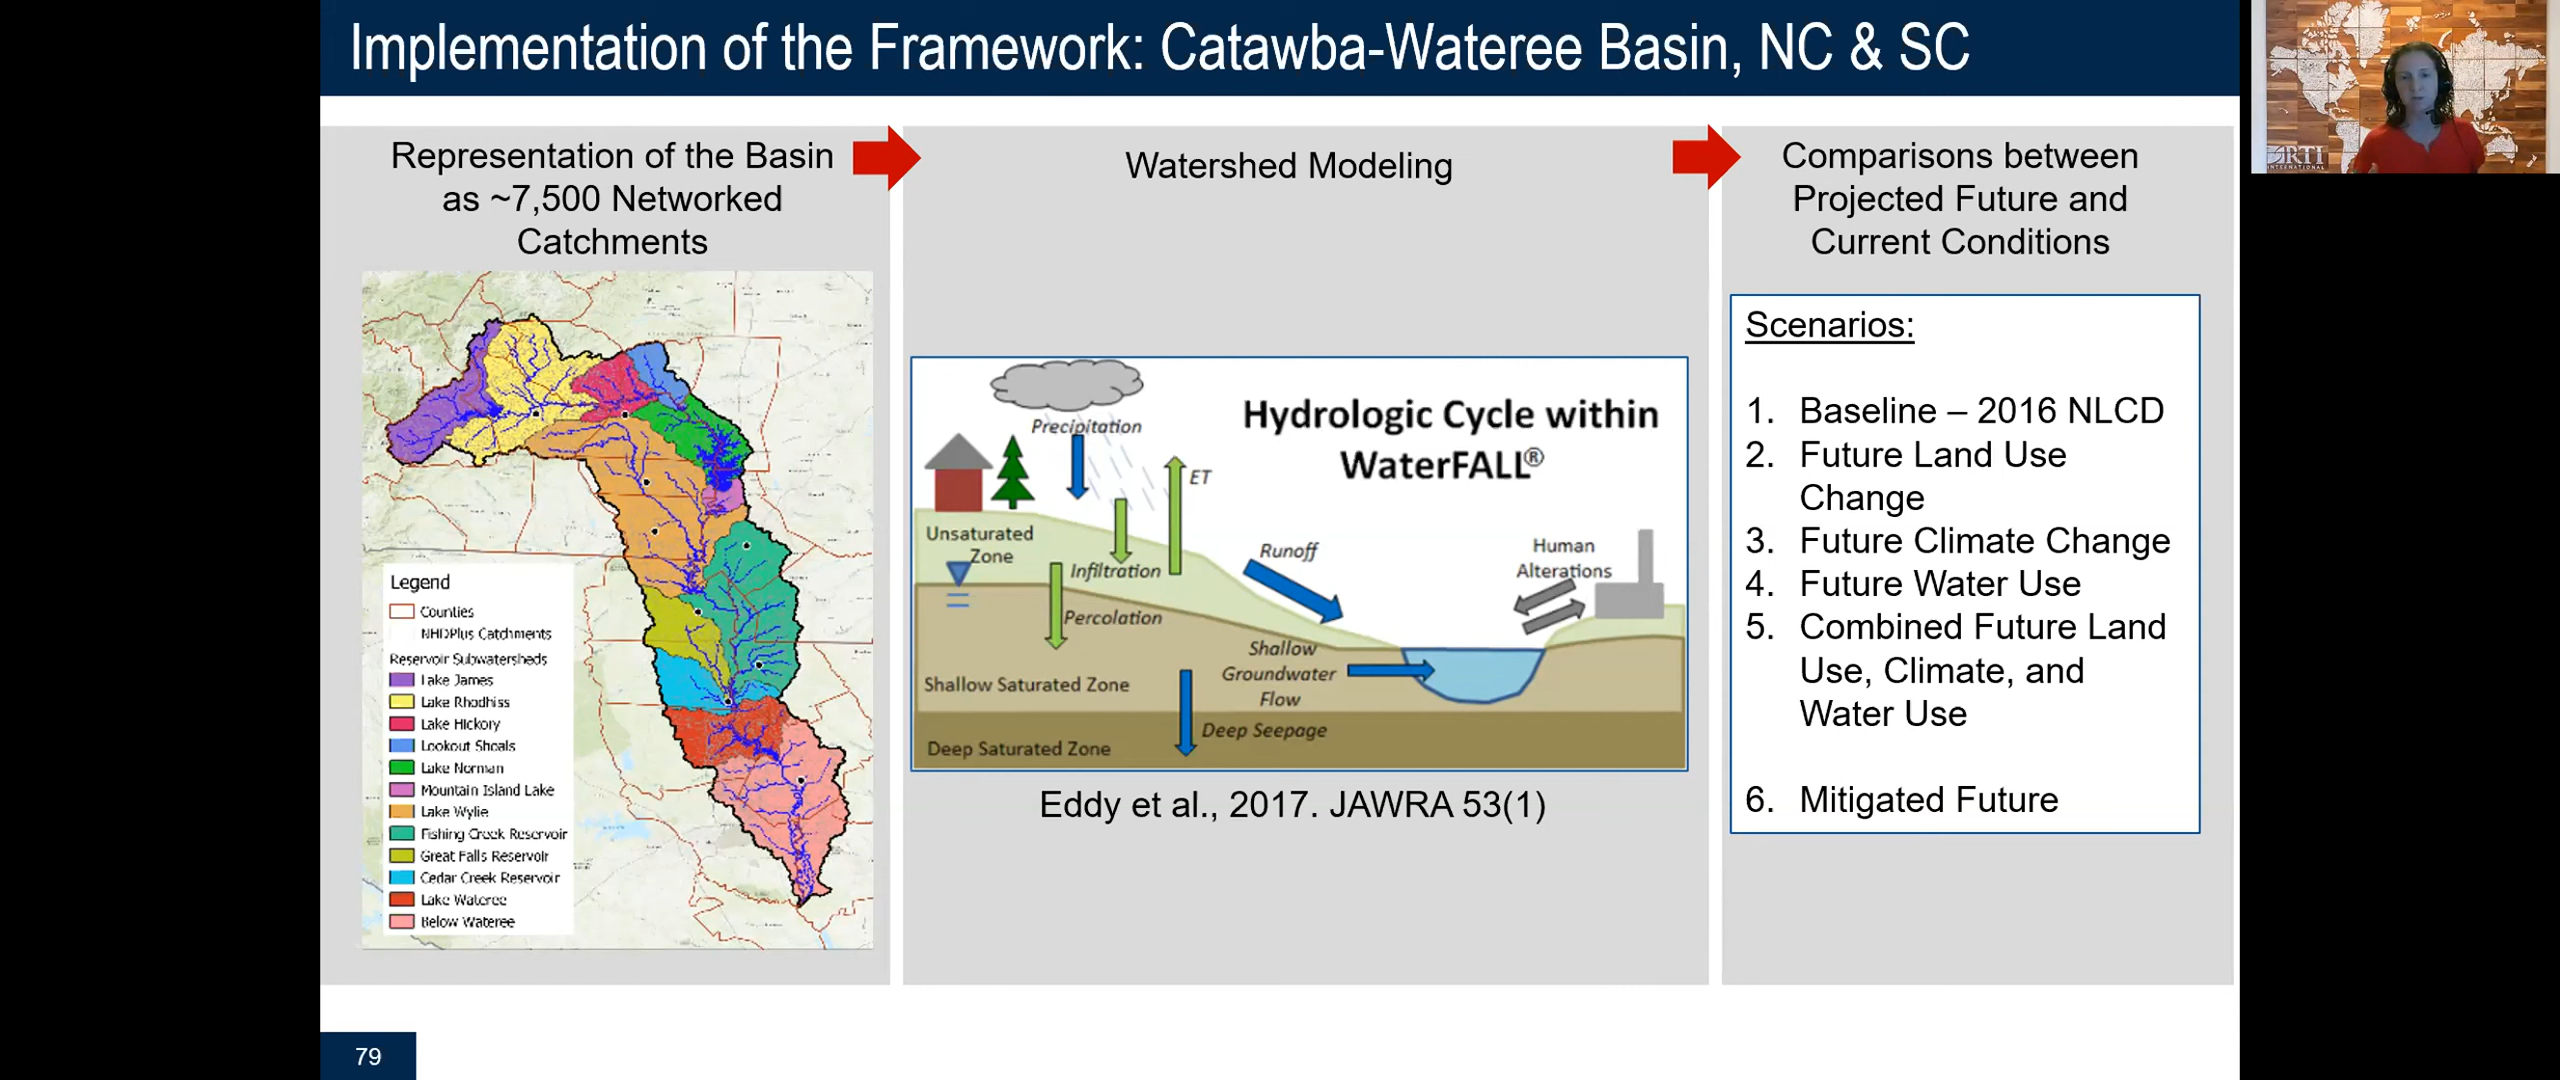 Implementation of the Framework: Catawba-Wateree Basin, NC & SC
Representation of the Basin
as ~7,500 Networked
Catchments
Legend
Counties
NHDPlus Catchments
Reservoir Subwatersheds
Lake James
Lake Rhodhiss
Lake Hickory
Lookout Shoals
Lake Norman
Mountain Island Lake
Lake Wylie
Fishing Creek Reservoir
Great Falls Reservoir
Cedar Creek Reservoir
Lake Wateree
Below Wateree
Watershed Modeling
Hydrologic Cycle within
WaterFALL®
Precipitation
ET
Unsaturated
Zone
Infiltration
Percolation
Runoff
Human
Alterations
Shallow
Groundwater
Flow
Shallow Saturated Zone
Deep Seepage
Deep Saturated Zone
Eddy et al., 2017. JAWRA 53(1)
Comparisons between
Projected Future and
Current Conditions
Scenarios:
1. Baseline – 2016 NLCD
2. Future Land Use
Change
3. Future Climate Change
4. Future Water Use
5. Combined Future Land
Use, Climate, and
Water Use
6. Mitigated Future
79
RTI
INTERNATIONAL